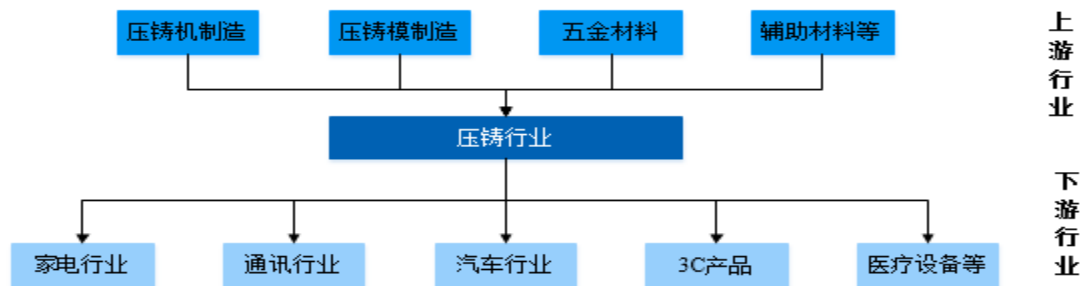 压铸机制造
压铸模制造
五金材料
辅助材料等
上游行业
压铸行业
下游行业
家电行业
通讯行业
汽车行业
3C产品
医疗设备等